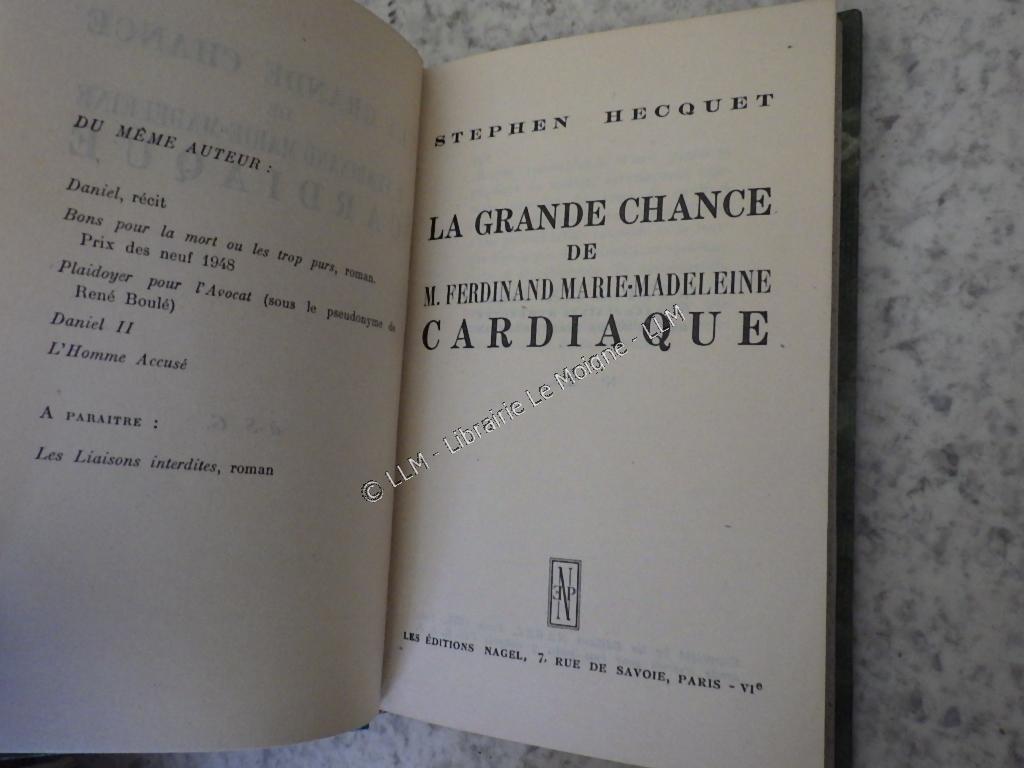 DU MÊME AUTEUR :
Daniel, récit
Bons pour la mort ou les trop purs, roman.
Prix des neuf 1948
Plaidoyer pour l'Avocat (sous le pseudonyme de
René Boulé)
Daniel II
L'Homme Accusé
A PARAITRE :
Les Liaisons interdites, roman
STEPHEN HECQUET
LA GRANDE CHANCE
DE
M. FERDINAND MARIE-MADELEINE
CARDIAQUE
© LLM - Librairie Le Moigne - LLM
LES ÉDITIONS NAGEL, 7, RUE DE SAVOIE, PARIS - VIe